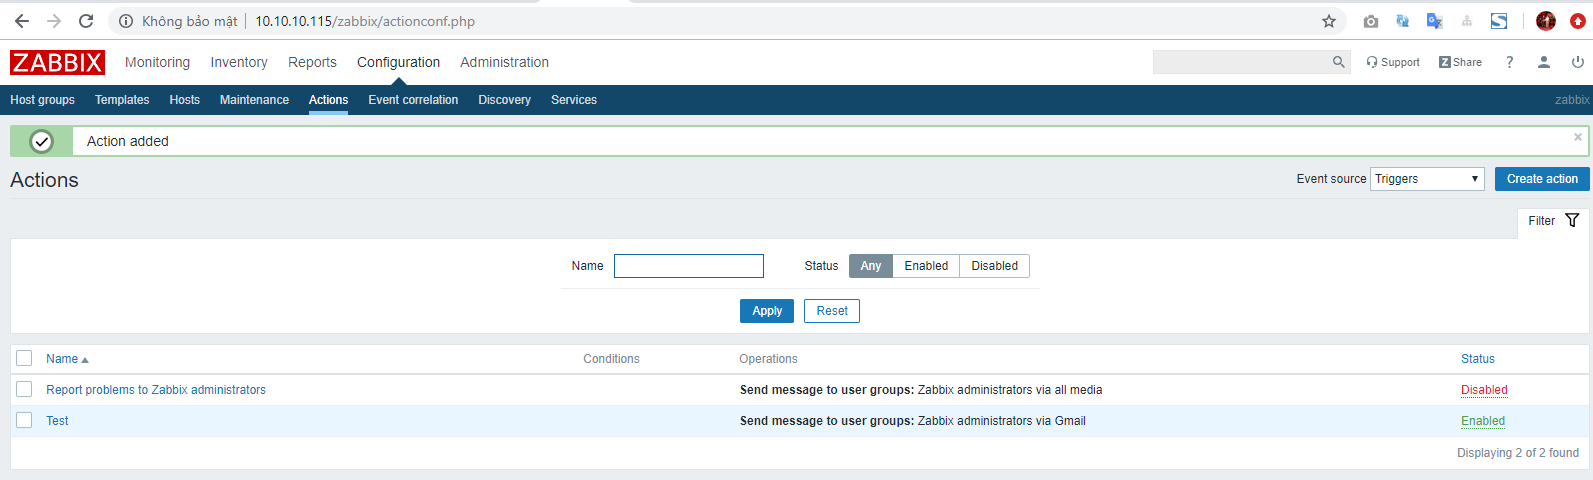 Không bảo mật | 10.10.10.115/zabbix/actionconf.php
ZABBIX Monitoring Inventory Reports Configuration Administration Support Z Share ?
Host groups Templates Hosts Maintenance Actions Event correlation Discovery Services zabbix
Action added ×
Actions Event source Triggers Create action
Filter
Name Status Any Enabled Disabled
Apply Reset
Name Conditions Operations Status
Report problems to Zabbix administrators Send message to user groups: Zabbix administrators via all media Disabled
Test Send message to user groups: Zabbix administrators via Gmail Enabled
Displaying 2 of 2 found